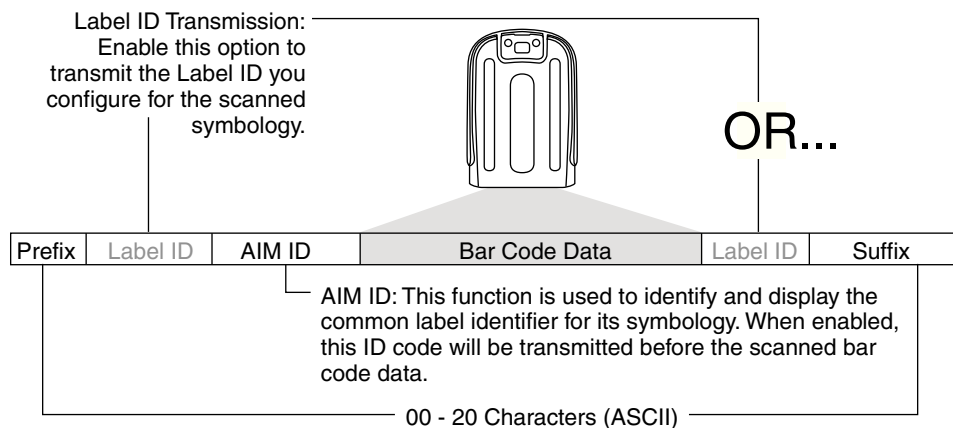 Label ID Transmission:
Enable this option to
transmit the Label ID you
configure for the scanned
symbology.
OR...
Prefix Label ID AIM ID Bar Code Data Label ID Suffix
AIM ID: This function is used to identify and display the
common label identifier for its symbology. When enabled,
this ID code will be transmitted before the scanned bar
code data.
00 - 20 Characters (ASCII)